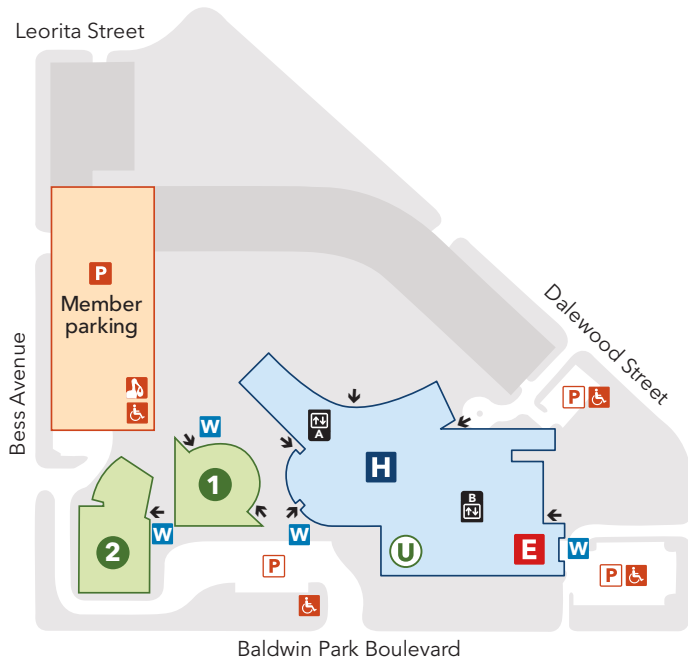 Leorita Street
P
Member
parking
Bess Avenue
Dalewood Street
P
W
A
1
H
B
W
2
W
U
E
W
P
P
Baldwin Park Boulevard